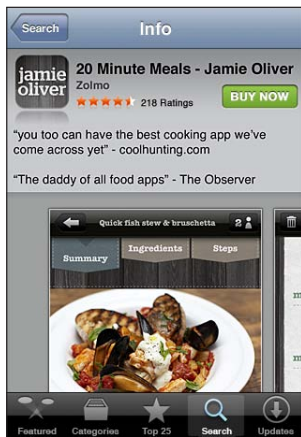 Search
Info
jamie
oliver
20 Minute Meals - Jamie Oliver
Zolmo
218 Ratings
BUY NOW
“you too can have the best cooking app we’ve
come across yet” - coolhunting.com
“The daddy of all food apps” - The Observer
Quick fish stew & bruschetta
2
Summary
Ingredients
Steps
Featured
Categories
Top 25
Search
Updates